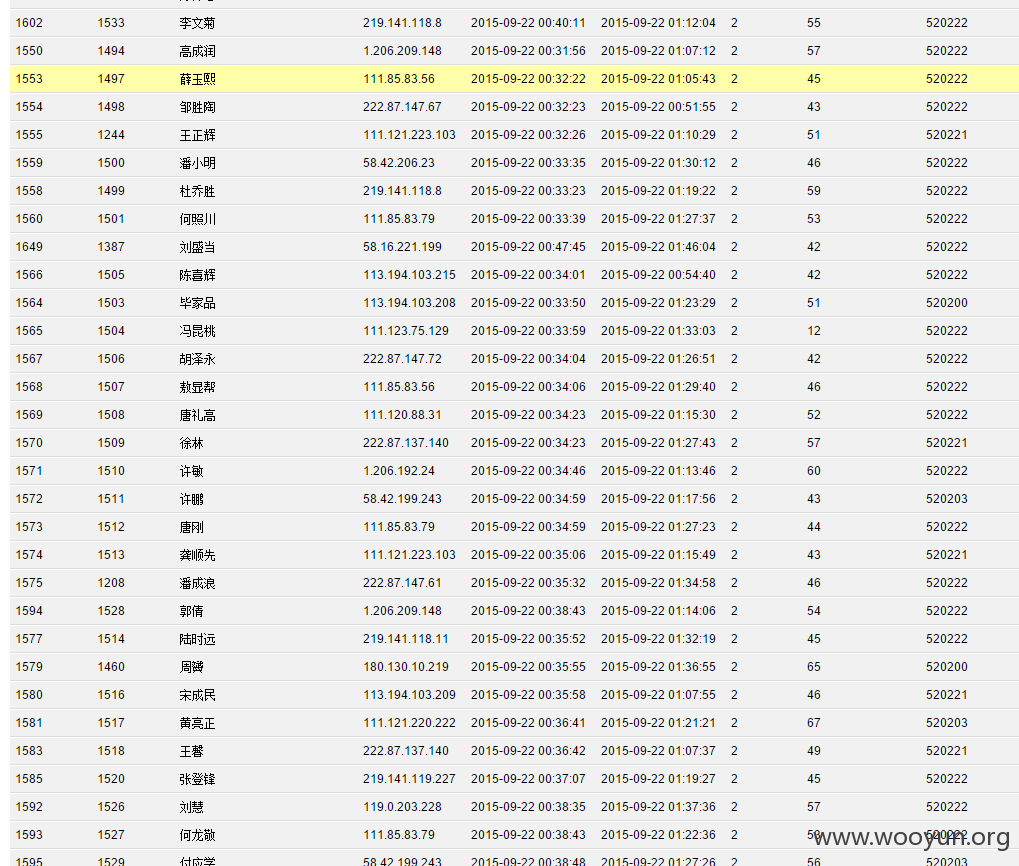 1602 1533 李文菊 219.141.118.8 2015-09-22 00:40:11 2015-09-22 01:12:04 2 55 520222
1550 1494 高成润 1.206.209.148 2015-09-22 00:31:56 2015-09-22 01:07:12 2 57 520222
1553 1497 薛玉熙 111.85.83.56 2015-09-22 00:32:22 2015-09-22 01:05:43 2 45 520222
1554 1498 邹胜陶 222.87.147.67 2015-09-22 00:32:23 2015-09-22 00:51:55 2 43 520222
1555 1244 王正辉 111.121.223.103 2015-09-22 00:32:26 2015-09-22 01:10:29 2 51 520221
1559 1500 潘小明 58.42.206.23 2015-09-22 00:33:35 2015-09-22 01:30:12 2 46 520222
1558 1499 杜乔胜 219.141.118.8 2015-09-22 00:33:23 2015-09-22 01:19:22 2 59 520222
1560 1501 何照川 111.85.83.79 2015-09-22 00:33:39 2015-09-22 01:27:37 2 53 520222
1649 1387 刘盛当 58.16.221.199 2015-09-22 00:47:45 2015-09-22 01:46:04 2 42 520222
1566 1505 陈喜辉 113.194.103.215 2015-09-22 00:34:01 2015-09-22 00:54:40 2 42 520222
1564 1503 毕家品 113.194.103.208 2015-09-22 00:33:50 2015-09-22 01:23:29 2 51 520200
1565 1504 冯昆桃 111.123.75.129 2015-09-22 00:33:59 2015-09-22 01:33:03 2 12 520222
1567 1506 胡泽永 222.87.147.72 2015-09-22 00:34:04 2015-09-22 01:26:51 2 42 520222
1568 1507 敖显帮 111.85.83.56 2015-09-22 00:34:06 2015-09-22 01:29:40 2 46 520222
1569 1508 唐礼高 111.120.88.31 2015-09-22 00:34:23 2015-09-22 01:15:30 2 52 520222
1570 1509 徐林 222.87.137.140 2015-09-22 00:34:23 2015-09-22 01:27:43 2 57 520221
1571 1510 许敏 1.206.192.24 2015-09-22 00:34:46 2015-09-22 01:13:46 2 60 520222
1572 1511 许鹏 58.42.199.243 2015-09-22 00:34:59 2015-09-22 01:17:56 2 43 520203
1573 1512 唐刚 111.85.83.79 2015-09-22 00:34:59 2015-09-22 01:27:23 2 44 520222
1574 1513 龚顺先 111.121.223.103 2015-09-22 00:35:06 2015-09-22 01:15:49 2 43 520221
1575 1208 潘成浪 222.87.147.61 2015-09-22 00:35:32 2015-09-22 01:34:58 2 46 520222
1594 1528 郭倩 1.206.209.148 2015-09-22 00:38:43 2015-09-22 01:14:06 2 54 520222
1577 1514 陆时远 219.141.118.11 2015-09-22 00:35:52 2015-09-22 01:32:19 2 45 520222
1579 1460 周 180.130.10.219 2015-09-22 00:35:55 2015-09-22 01:36:55 2 65 520200
1580 1516 宋成民 113.194.103.209 2015-09-22 00:35:58 2015-09-22 01:07:55 2 46 520221
1581 1517 黄亮正 111.121.220.222 2015-09-22 00:36:41 2015-09-22 01:21:21 2 67 520203
1583 1518 王馨 222.87.137.140 2015-09-22 00:36:42 2015-09-22 01:07:37 2 49 520221
1585 1520 张登锋 219.141.119.227 2015-09-22 00:37:07 2015-09-22 01:19:27 2 45 520222
1592 1526 刘慧 119.0.203.228 2015-09-22 00:38:35 2015-09-22 01:37:36 2 57 520222
1593 1527 何龙敬 111.85.83.79 2015-09-22 00:38:43 2015-09-22 01:22:36 2 520222
www.wooyun.org
1595 1529 付应学 58.42.199.243 2015-09-22 00:38:48 2015-09-22 01:27:26 2 56 520203